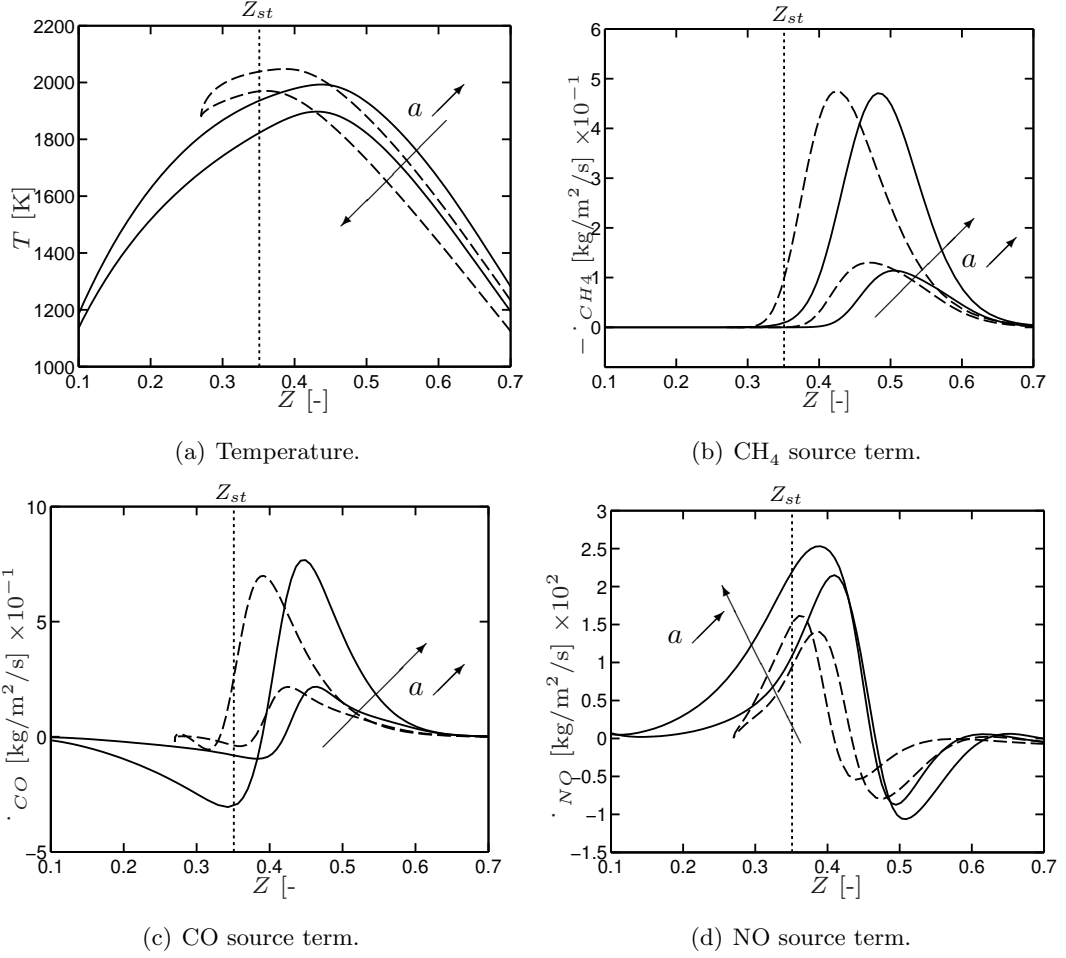 Z_st
2200
2000
1800
1600
1400
1200
1000
T [K]
a
0.1 0.2 0.3 0.4 0.5 0.6 0.7
Z [-]
(a) Temperature.
Z_st
6
5
4
3
2
1
0
− ˙ CH4 [kg/m²/s] ×10⁻¹
a
0.1 0.2 0.3 0.4 0.5 0.6 0.7
Z [-]
(b) CH₄ source term.
Z_st
10
5
0
−5
˙ CO [kg/m²/s] ×10⁻¹
a
0.1 0.2 0.3 0.4 0.5 0.6 0.7
Z [-
(c) CO source term.
Z_st
3
2.5
2
1.5
1
0.5
0
−0.5
−1
−1.5
˙ NO [kg/m²/s] ×10²
a
0.1 0.2 0.3 0.4 0.5 0.6 0.7
Z [-]
(d) NO source term.